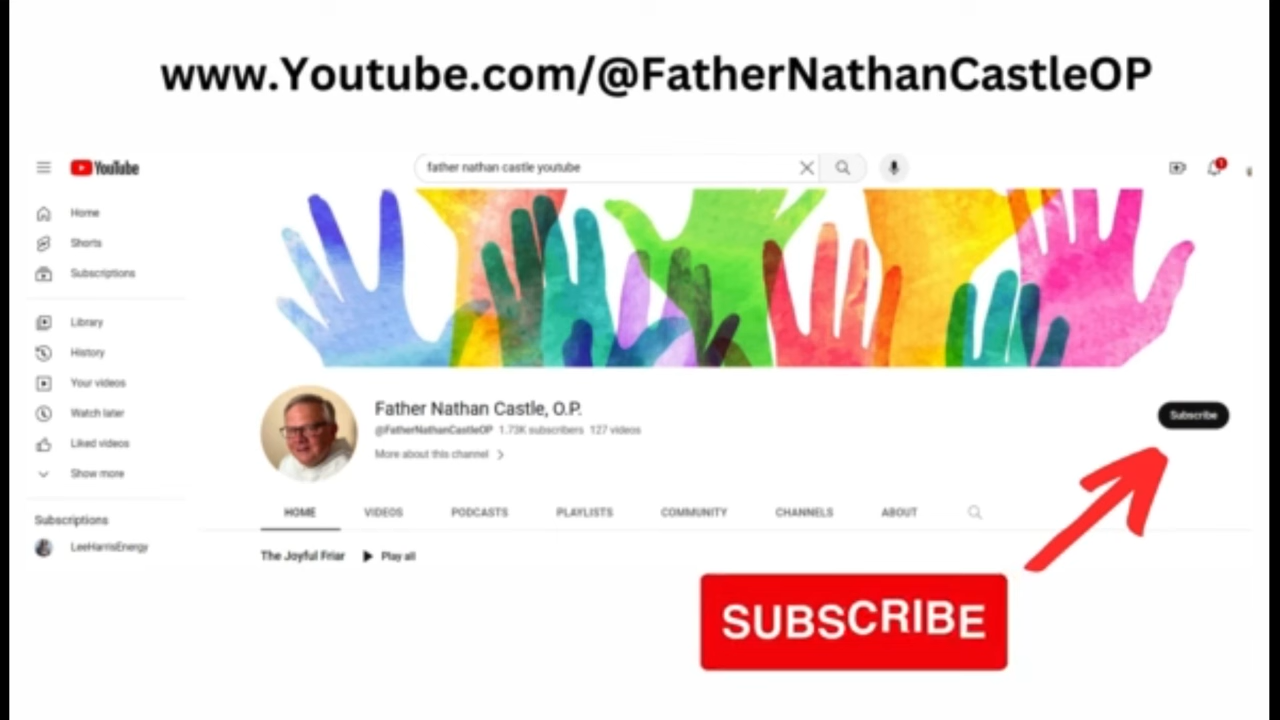 www.Youtube.com/@FatherNathanCastleOP
YouTube
father nathan castle youtube
1
Home
Shorts
Subscriptions
Library
History
Your videos
Watch later
Liked videos
Show more
Subscriptions
LeeHarrisEnergy
Father Nathan Castle, O.P.
@FatherNathanCastleOP 1.73K subscribers 127 videos
More about this channel
Subscribe
HOME VIDEOS PODCASTS PLAYLISTS COMMUNITY CHANNELS ABOUT
The Joyful Friar Play all
SUBSCRIBE